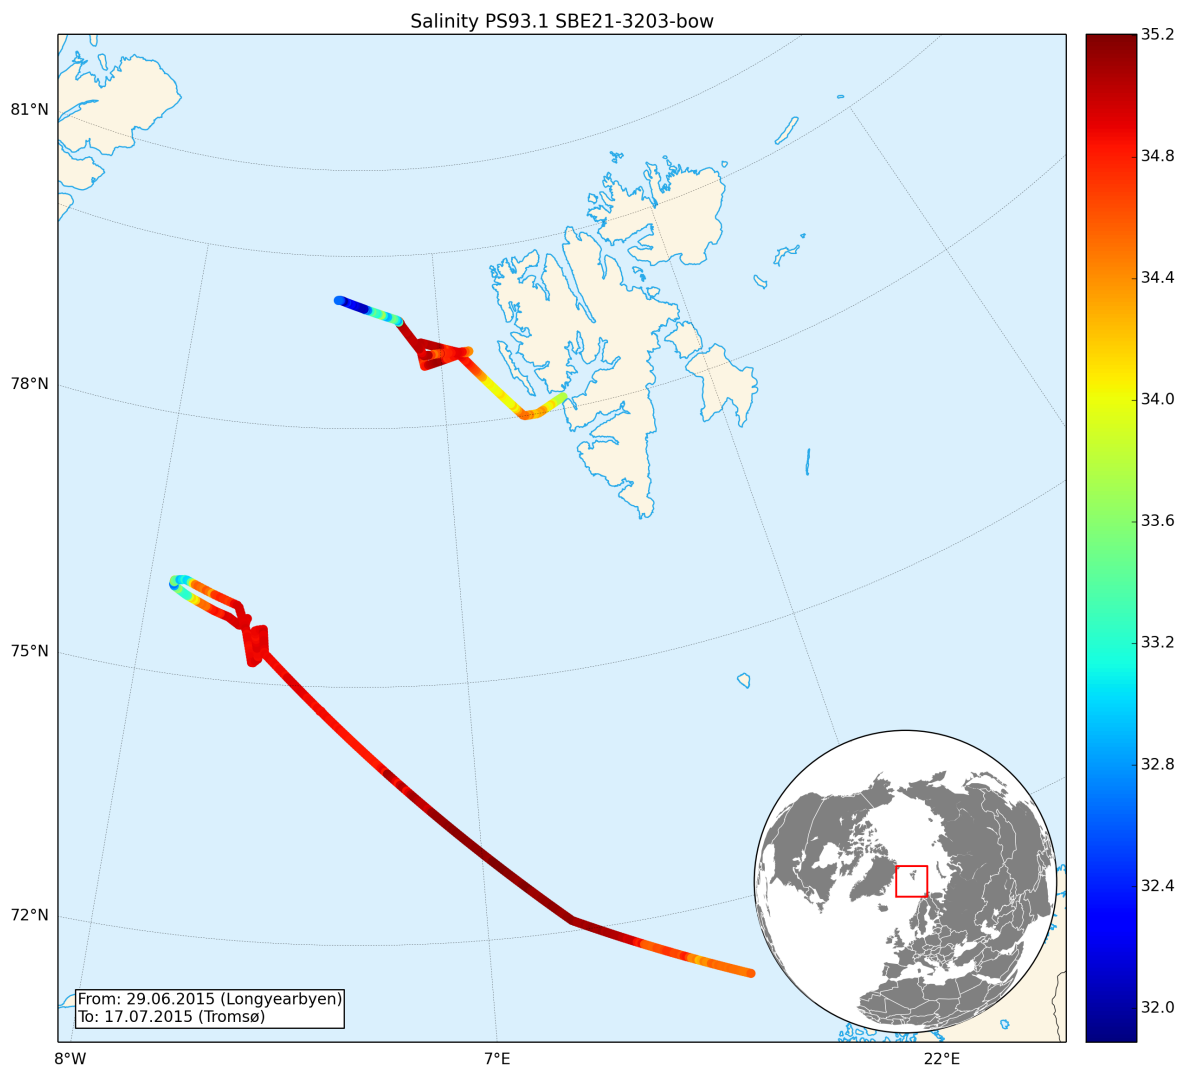 Salinity PS93.1 SBE21-3203-bow
81°N
78°N
75°N
72°N
8°W
7°E
22°E
35.2
34.8
34.4
34.0
33.6
33.2
32.8
32.4
32.0
From: 29.06.2015 (Longyearbyen)
To: 17.07.2015 (Tromsø)